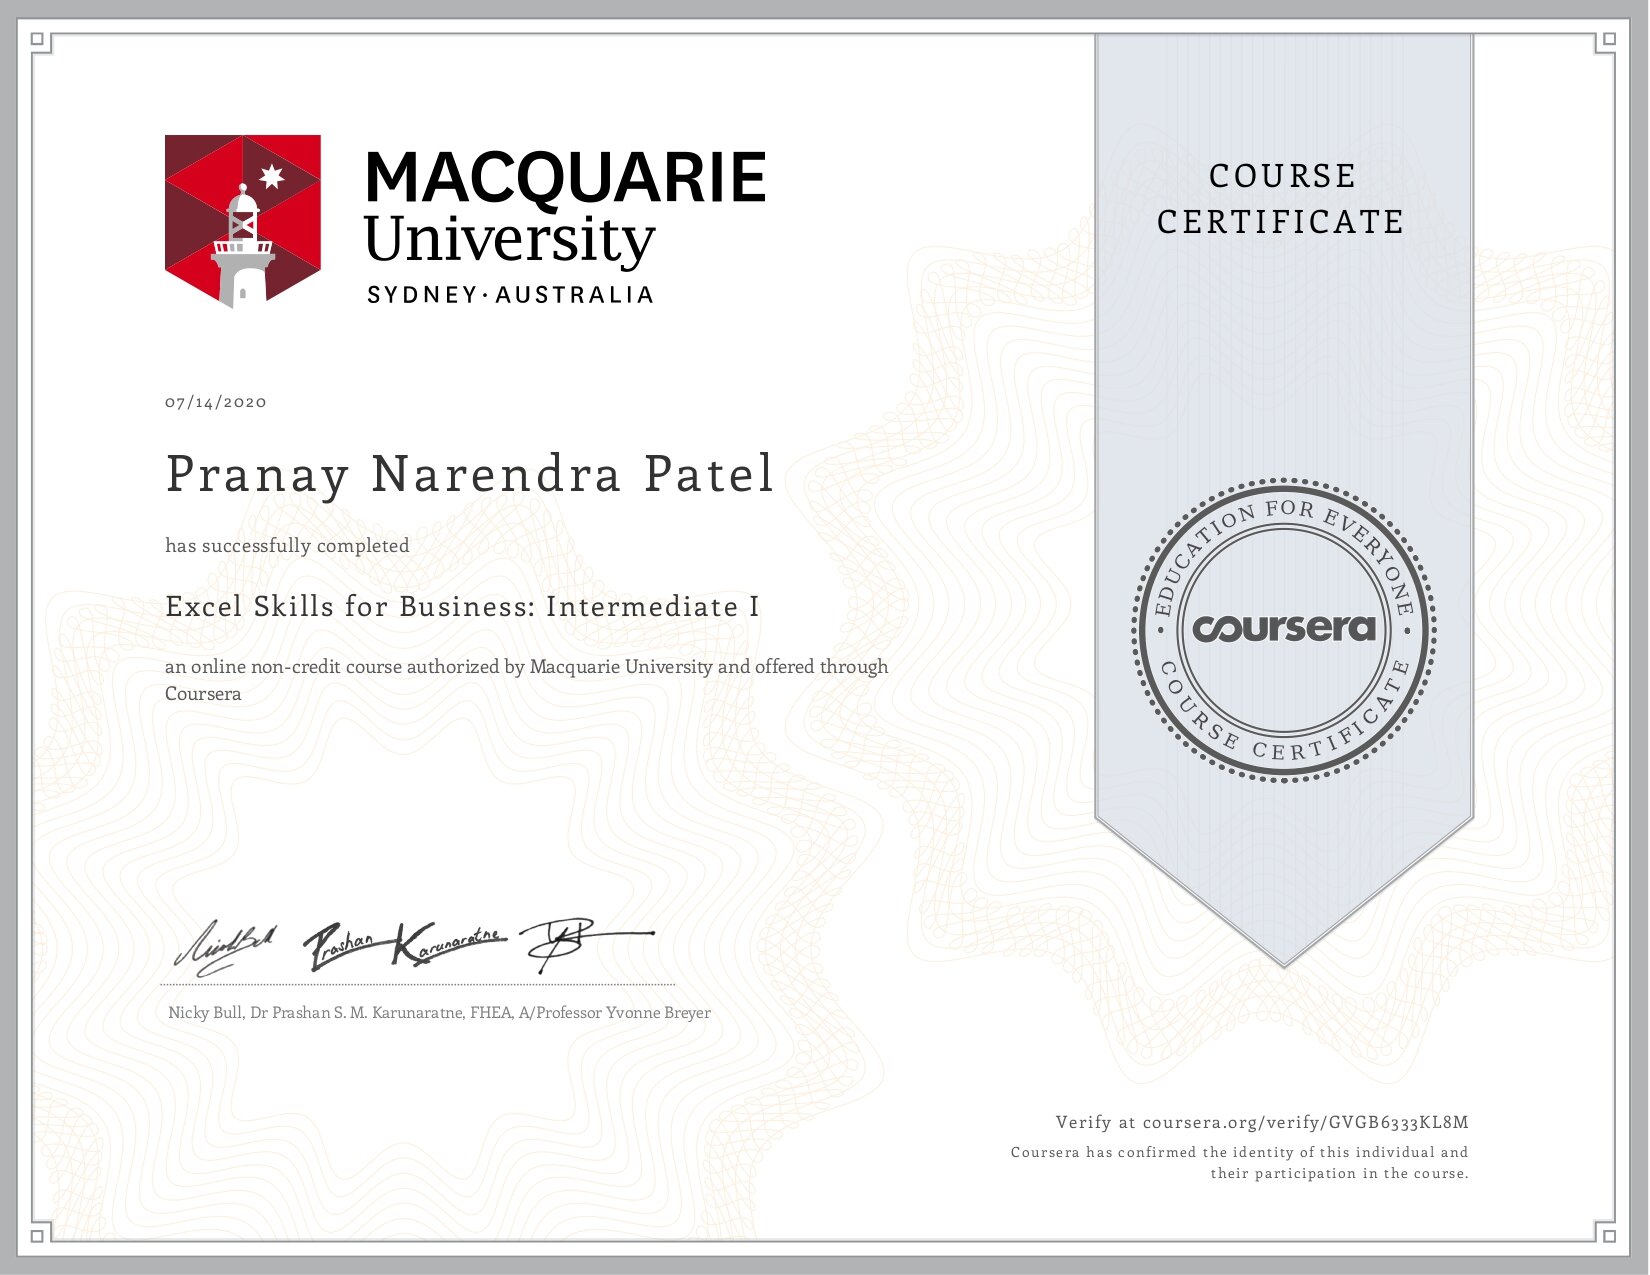 MACQUARIE
University
SYDNEY·AUSTRALIA
COURSE
CERTIFICATE
07/14/2020
Pranay Narendra Patel
has successfully completed
Excel Skills for Business: Intermediate I
an online non-credit course authorized by Macquarie University and offered through
Coursera
EDUCATION FOR EVERYONE
coursera
COURSE CERTIFICATE
Prashan Karunaratne
Nicky Bull, Dr Prashan S. M. Karunaratne, FHEA, A/Professor Yvonne Breyer
Verify at coursera.org/verify/GVGB6333KL8M
Coursera has confirmed the identity of this individual and
their participation in the course.